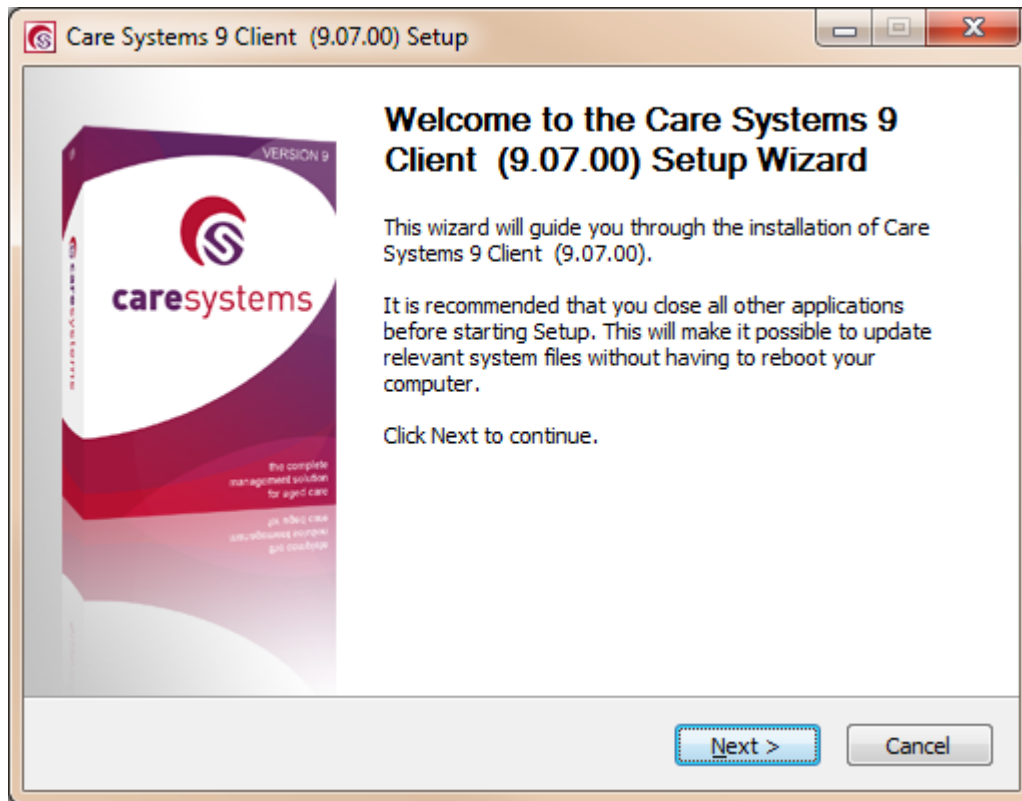 Care Systems 9 Client  (9.07.00) Setup
Welcome to the Care Systems 9
Client  (9.07.00) Setup Wizard
This wizard will guide you through the installation of Care
Systems 9 Client  (9.07.00).
It is recommended that you close all other applications
before starting Setup. This will make it possible to update
relevant system files without having to reboot your
computer.
Click Next to continue.
VERSION 9
caresystems
caresystems
the complete
management solution
for aged care
Next >
Cancel